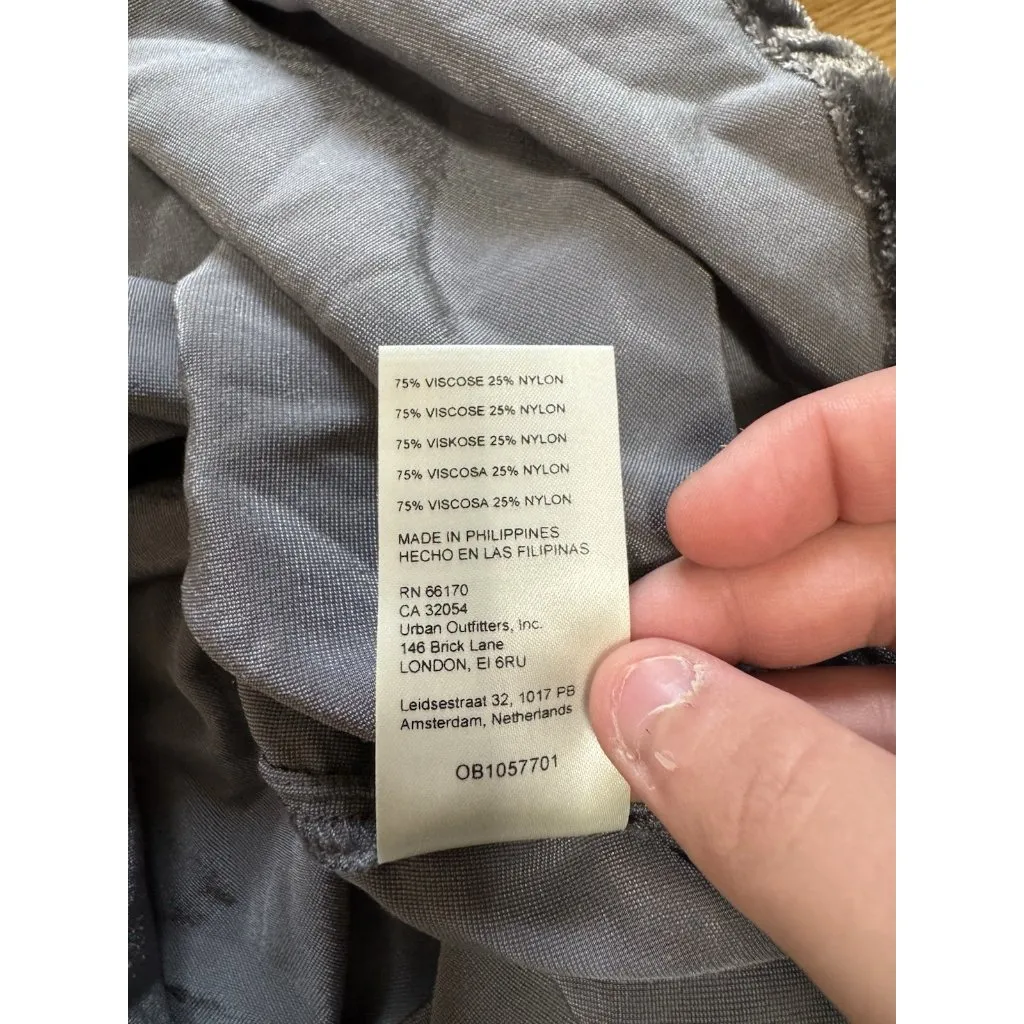 75% VISCOSE 25% NYLON
75% VISCOSE 25% NYLON
75% VISKOSE 25% NYLON
75% VISCOSA 25% NYLON
75% VISCOSA 25% NYLON
MADE IN PHILIPPINES
HECHO EN LAS FILIPINAS
RN 66170
CA 32054
Urban Outfitters, Inc.
146 Brick Lane
LONDON, EI 6RU
Leidsestraat 32, 1017 PB
Amsterdam, Netherlands
OB1057701